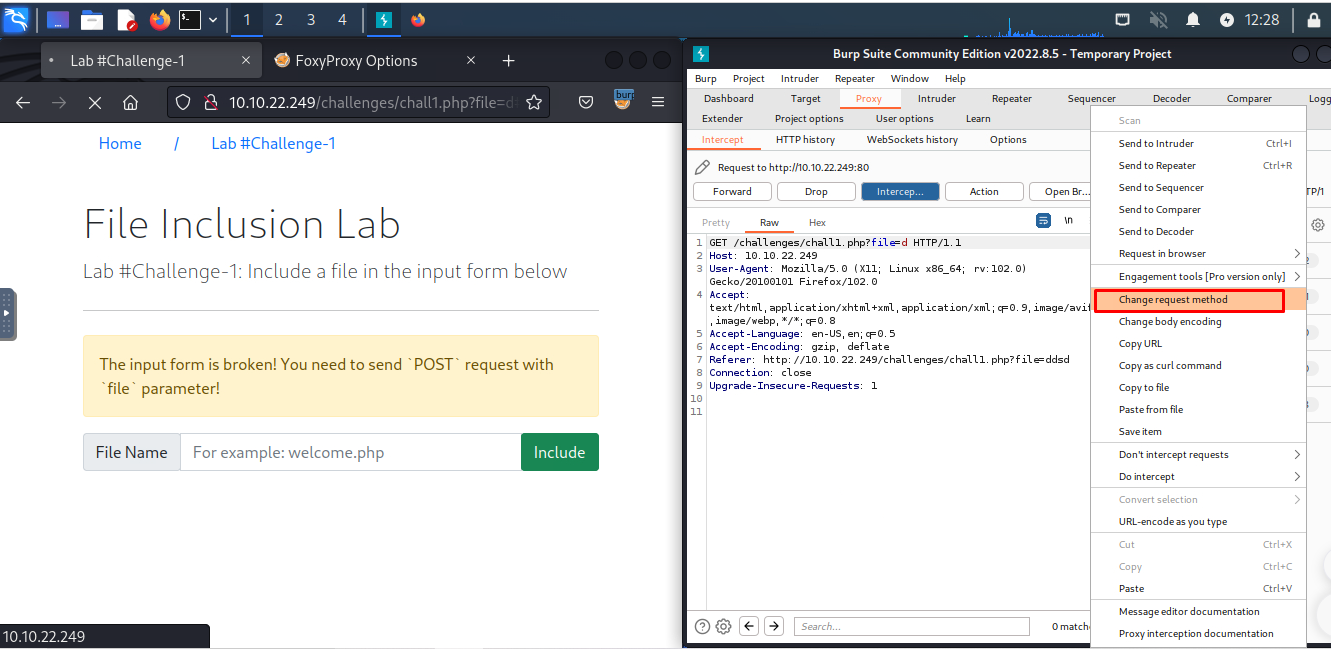 1 2 3 4 12:28
Lab #Challenge-1 × FoxyProxy Options × +
10.10.22.249/challenges/chall1.php?file=d
burp
Home / Lab #Challenge-1
File Inclusion Lab
Lab #Challenge-1: Include a file in the input form below
The input form is broken! You need to send `POST` request with
`file` parameter!
File Name For example: welcome.php Include
10.10.22.249
Burp Suite Community Edition v2022.8.5 - Temporary Project
Burp Project Intruder Repeater Window Help
Dashboard Target Proxy Intruder Repeater Sequencer Decoder Comparer Logg
Extender Project options User options Learn
Intercept HTTP history WebSockets history Options
Request to http://10.10.22.249:80
Forward Drop Intercep... Action Open Br...
TP/1
Pretty Raw Hex \n
1 GET /challenges/chall1.php?file=d HTTP/1.1
2 Host: 10.10.22.249
3 User-Agent: Mozilla/5.0 (X11; Linux x86_64; rv:102.0)
Gecko/20100101 Firefox/102.0
4 Accept:
text/html,application/xhtml+xml,application/xml;q=0.9,image/avif
,image/webp,*/*;q=0.8
5 Accept-Language: en-US,en;q=0.5
6 Accept-Encoding: gzip, deflate
7 Referer: http://10.10.22.249/challenges/chall1.php?file=ddsd
8 Connection: close
9 Upgrade-Insecure-Requests: 1
10
11
Search...
0 matche
Scan
Send to Intruder Ctrl+I
Send to Repeater Ctrl+R
Send to Sequencer
Send to Comparer
Send to Decoder
Request in browser
Engagement tools [Pro version only]
Change request method
Change body encoding
Copy URL
Copy as curl command
Copy to file
Paste from file
Save item
Don't intercept requests
Do intercept
Convert selection
URL-encode as you type
Cut Ctrl+X
Copy Ctrl+C
Paste Ctrl+V
Message editor documentation
Proxy interception documentation